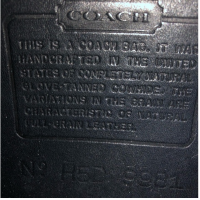 COACH
THIS IS A COACH BAG. IT WAS
HANDCRAFTED IN THE UNITED
STATES OF COMPLETELY NATURAL
GLOVE-TANNED COWHIDE. THE
VARIATIONS IN THE GRAIN ARE
CHARACTERISTIC OF NATURAL
FULL-GRAIN LEATHER.
Nº